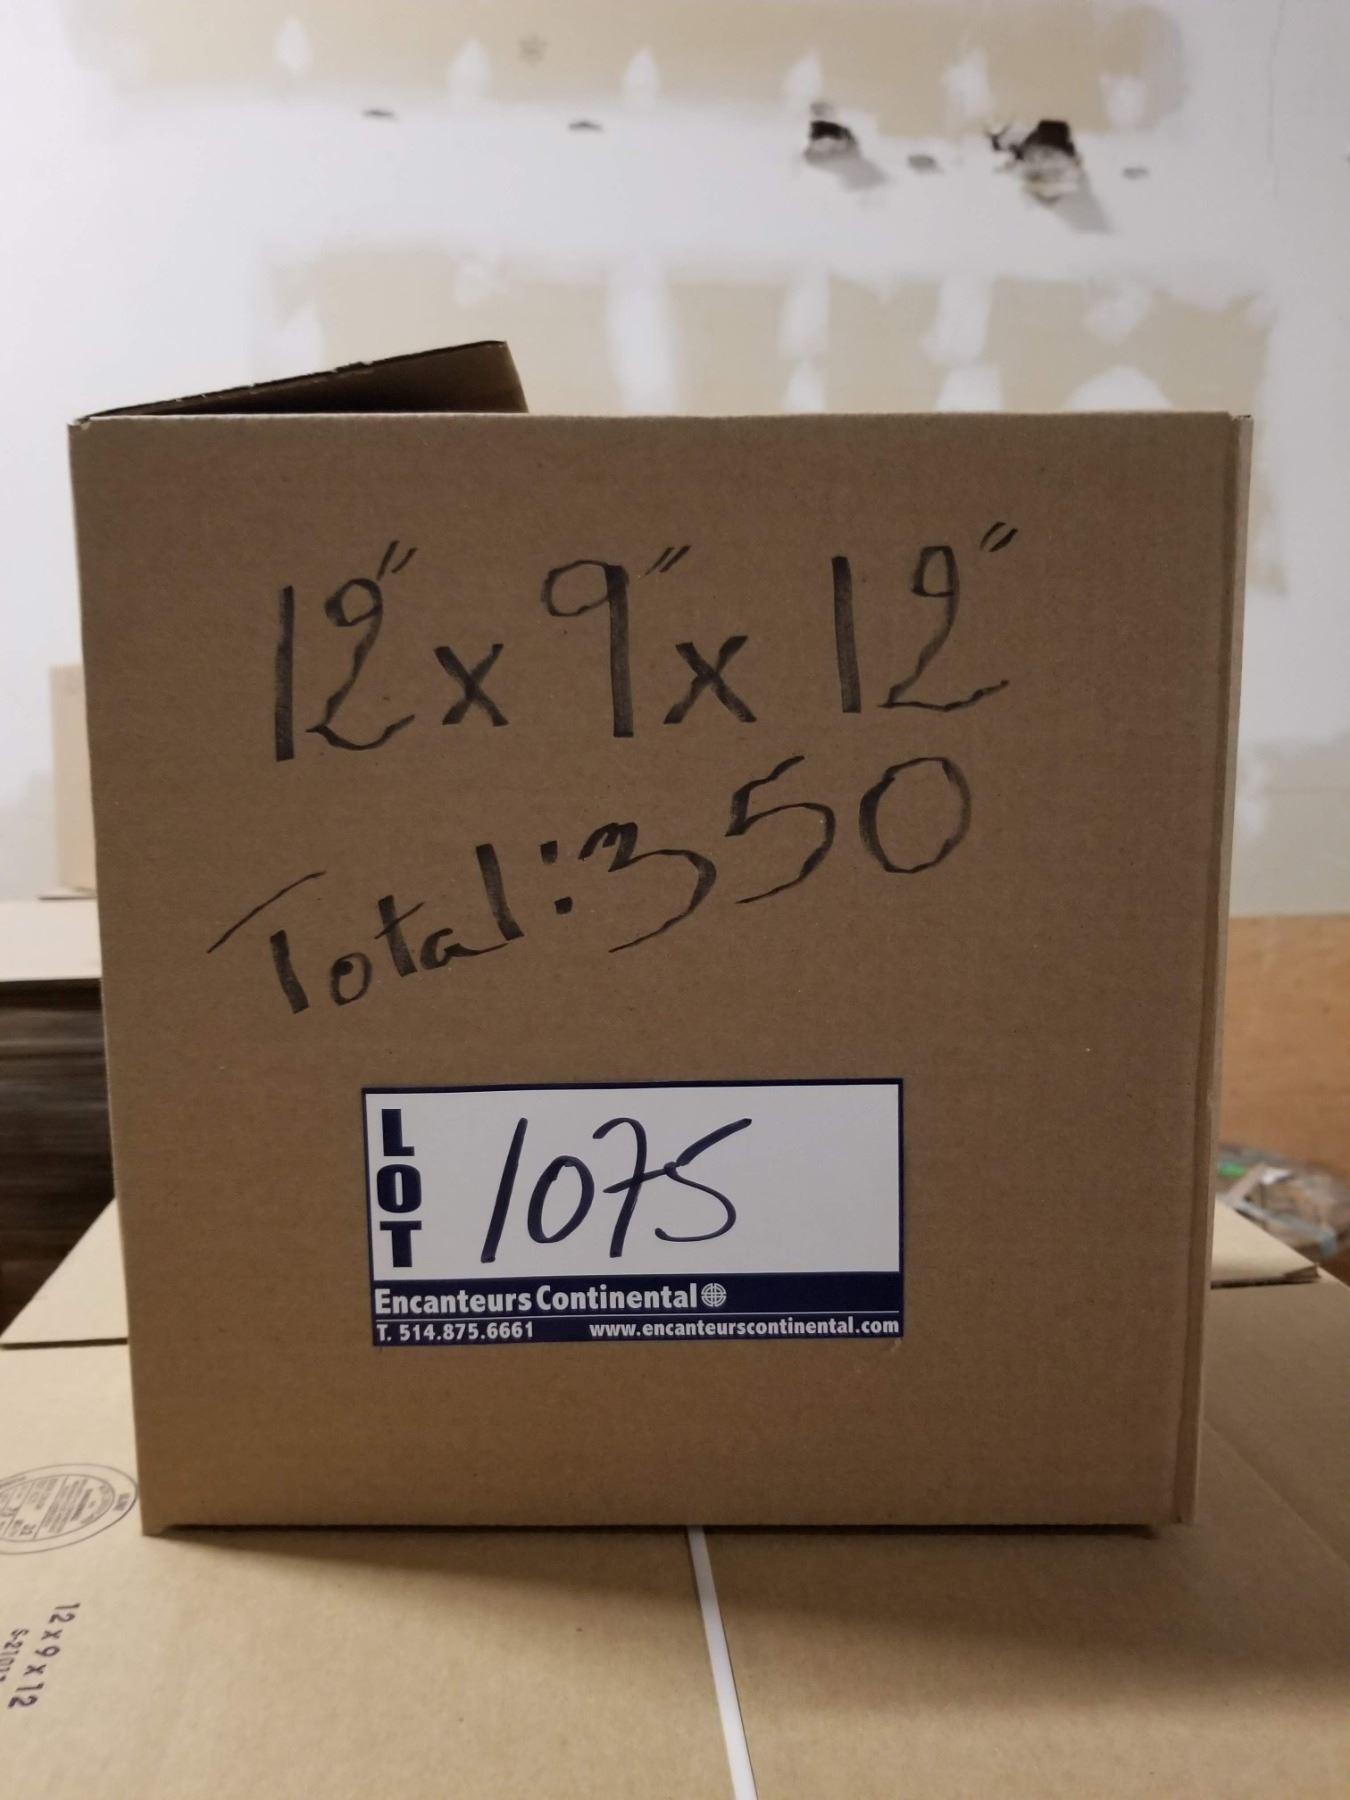 12" x 9" x 12"
Total: 350
LOT
1075
Encanteurs Continental
T. 514.875.6661 www.encanteurscontinental.com
12 x 9 x 12